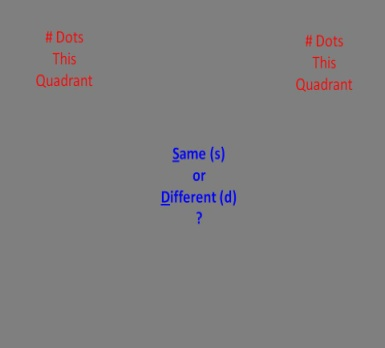 # Dots
This
Quadrant
# Dots
This
Quadrant
Same (s)
or
Different (d)
?